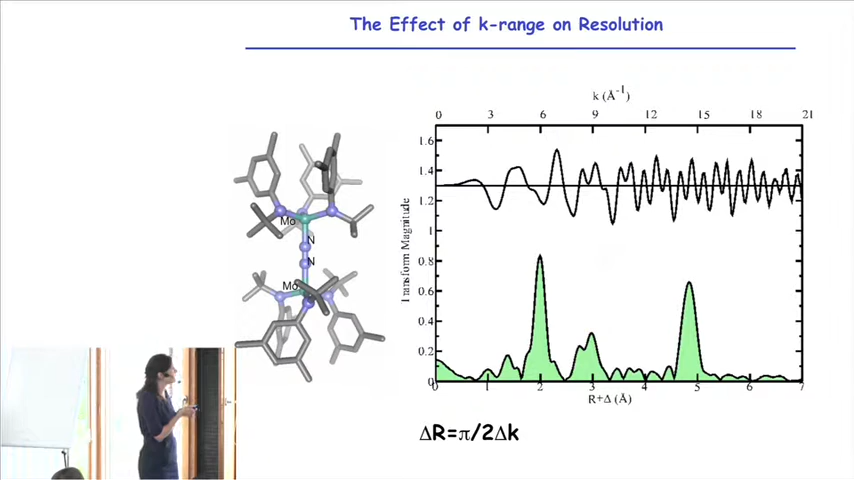 The Effect of k-range on Resolution
k (Å⁻¹)
0 3 6 9 12 15 18 21
1.6
1.4
1.2
1
0.8
0.6
0.4
0.2
0
0 1 2 3 4 5 6 7
Transform Magnitude
R+Δ (Å)
Mo
N
N
Mo
ΔR=π/2Δk